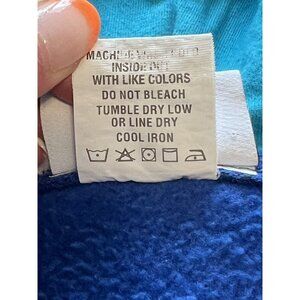 INSIDE OUT
WITH LIKE COLORS
DO NOT BLEACH
TUMBLE DRY LOW
OR LINE DRY
COOL IRON